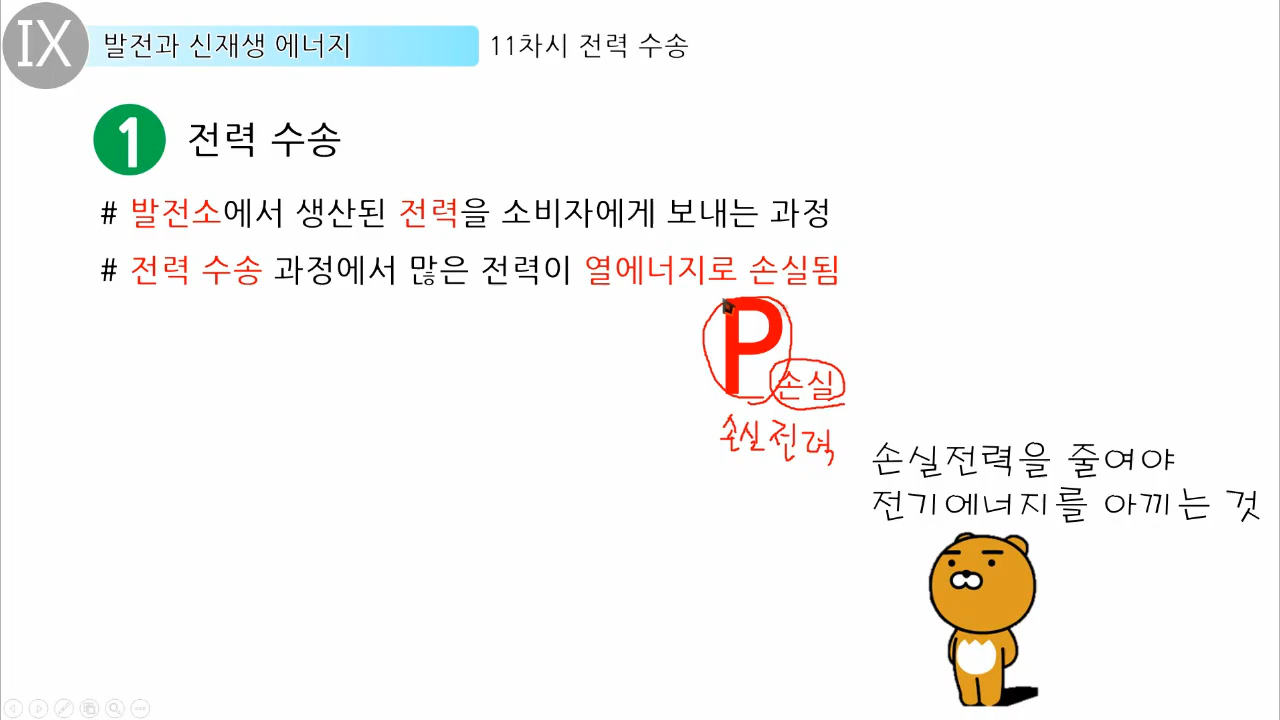 IX 발전과 신재생 에너지 11차시 전력 수송
1 전력 수송
# 발전소에서 생산된 전력을 소비자에게 보내는 과정
# 전력 수송 과정에서 많은 전력이 열에너지로 손실됨
P손실
손실전력
손실전력을 줄여야
전기에너지를 아끼는 것